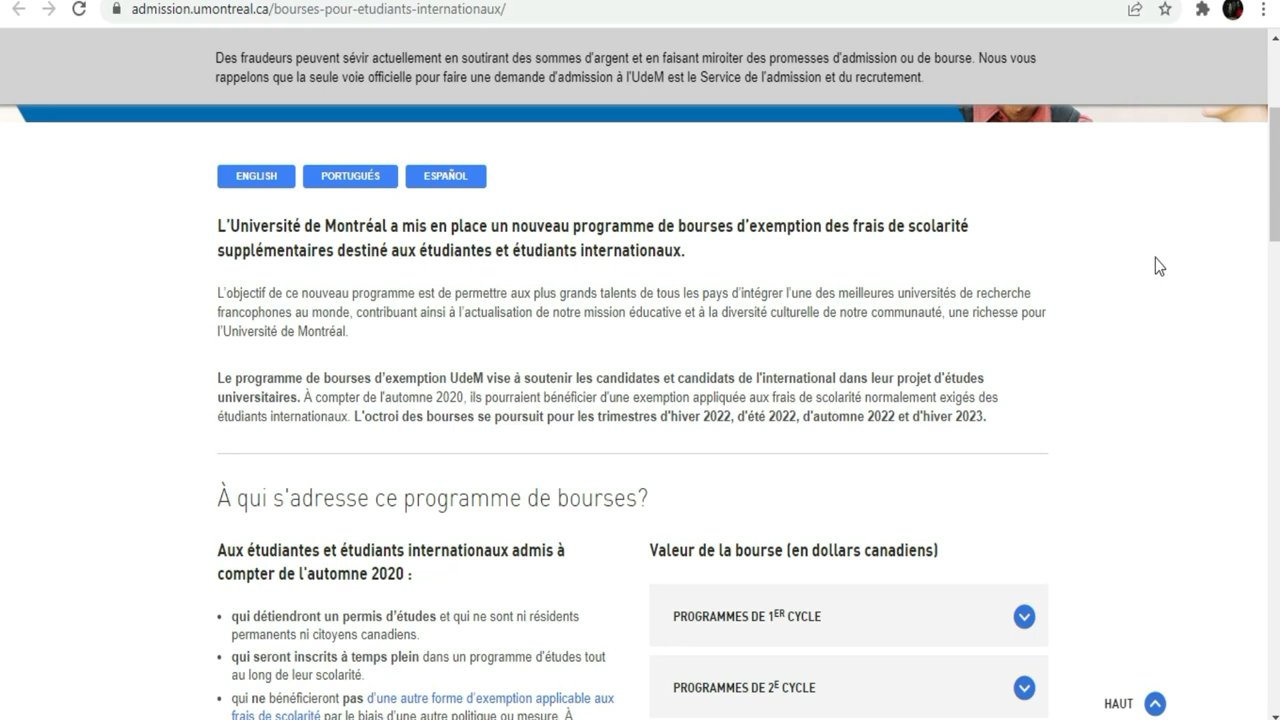 admission.umontreal.ca/bourses-pour-etudiants-internationaux/
Des fraudeurs peuvent sévir actuellement en soutirant des sommes d'argent et en faisant miroiter des promesses d'admission ou de bourse. Nous vous
rappelons que la seule voie officielle pour faire une demande d'admission à l'UdeM est le Service de l'admission et du recrutement.
ENGLISH PORTUGUÉS ESPAÑOL
L'Université de Montréal a mis en place un nouveau programme de bourses d'exemption des frais de scolarité
supplémentaires destiné aux étudiantes et étudiants internationaux.
L'objectif de ce nouveau programme est de permettre aux plus grands talents de tous les pays d'intégrer l'une des meilleures universités de recherche
francophones au monde, contribuant ainsi à l'actualisation de notre mission éducative et à la diversité culturelle de notre communauté, une richesse pour
l'Université de Montréal.
Le programme de bourses d'exemption UdeM vise à soutenir les candidates et candidats de l'international dans leur projet d'études
universitaires. À compter de l'automne 2020, ils pourraient bénéficier d'une exemption appliquée aux frais de scolarité normalement exigés des
étudiants internationaux. L'octroi des bourses se poursuit pour les trimestres d'hiver 2022, d'été 2022, d'automne 2022 et d'hiver 2023.
À qui s'adresse ce programme de bourses?
Aux étudiantes et étudiants internationaux admis à
compter de l'automne 2020 :
• qui détiendront un permis d'études et qui ne sont ni résidents
permanents ni citoyens canadiens.
• qui seront inscrits à temps plein dans un programme d'études tout
au long de leur scolarité.
• qui ne bénéficieront pas d'une autre forme d'exemption applicable aux
frais de scolarité par le biais d'une autre politique ou mesure. À
Valeur de la bourse (en dollars canadiens)
PROGRAMMES DE 1ER CYCLE
PROGRAMMES DE 2E CYCLE
HAUT